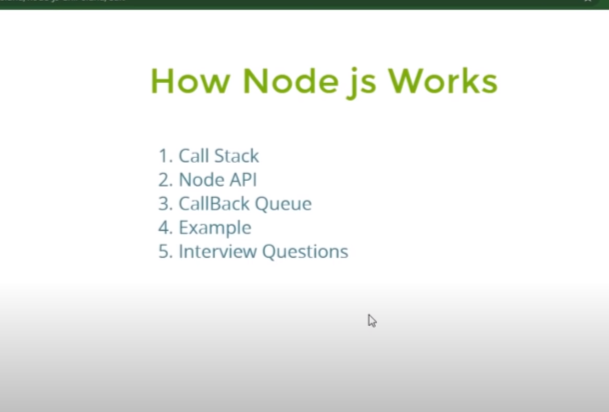 How Node js Works
1. Call Stack
2. Node API
3. CallBack Queue
4. Example
5. Interview Questions